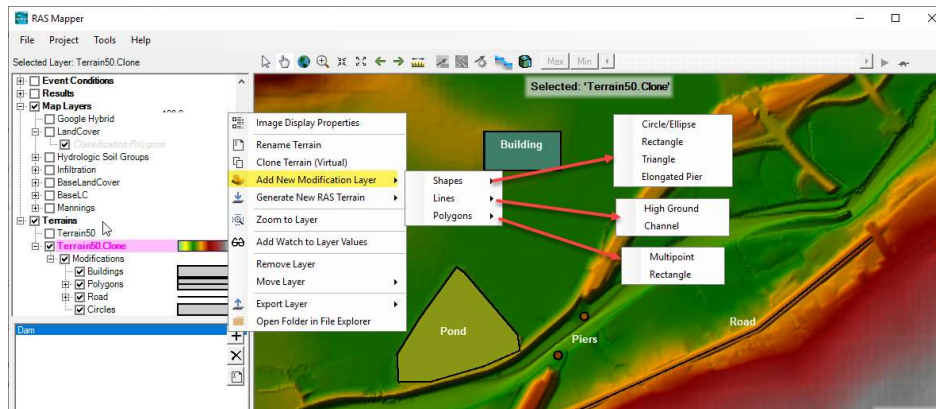 RAS Mapper
File Project Tools Help
Selected Layer: Terrain50.Clone
Max Min
Event Conditions
Results
Map Layers
Google Hybrid
LandCover
Classification Polygons
Hydrologic Soil Groups
Infiltration
BaseLandCover
BaseLC
Mannings
Terrains
Terrain50
Terrain50.Clone
Modifications
Buildings
Polygons
Road
Circles
Dam
Image Display Properties
Rename Terrain
Clone Terrain (Virtual)
Add New Modification Layer
Generate New RAS Terrain
Zoom to Layer
Add Watch to Layer Values
Remove Layer
Move Layer
Export Layer
Open Folder in File Explorer
Shapes
Lines
Polygons
Selected: 'Terrain50.Clone'
Building
Circle/Ellipse
Rectangle
Triangle
Elongated Pier
High Ground
Channel
Multipoint
Rectangle
Pond
Piers
Road